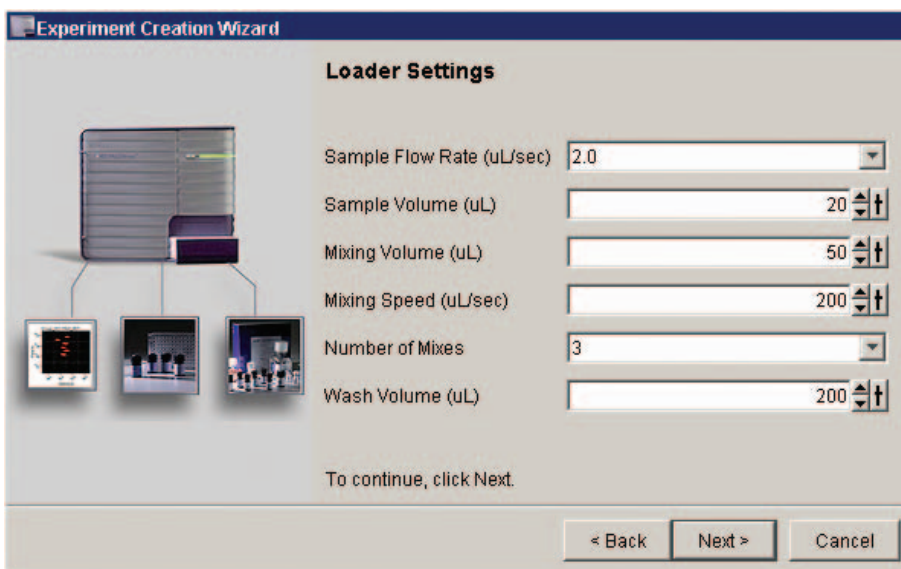 Experiment Creation Wizard
Loader Settings
Sample Flow Rate (uL/sec) 2.0
Sample Volume (uL) 20
Mixing Volume (uL) 50
Mixing Speed (uL/sec) 200
Number of Mixes 3
Wash Volume (uL) 200
To continue, click Next.
< Back Next > Cancel